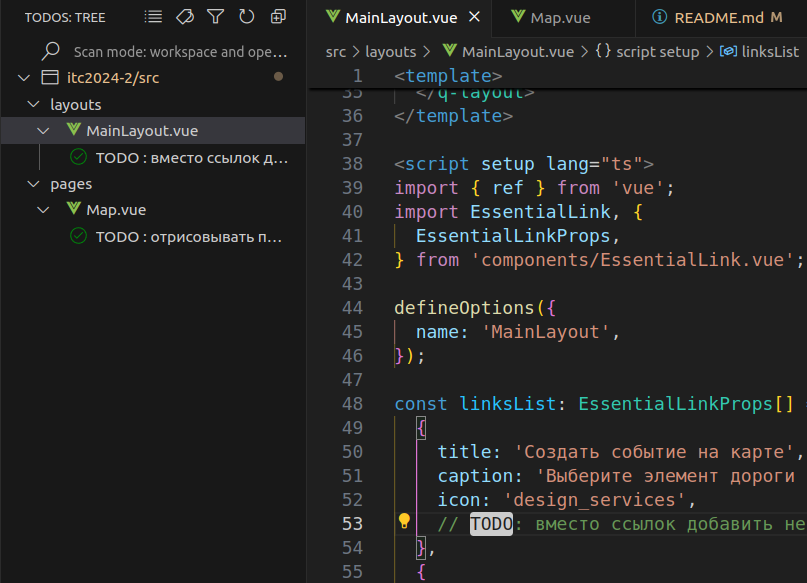 TODOS: TREE
Scan mode: workspace and ope...
itc2024-2/src
layouts
MainLayout.vue
TODO : вместо ссылок д...
pages
Map.vue
TODO : отрисовывать п...
MainLayout.vue
Map.vue
README.md M
src > layouts > MainLayout.vue > {} script setup > linksList
1 <template>
35 </q-layout>
36 </template>
37
38 <script setup lang="ts">
39 import { ref } from 'vue';
40 import EssentialLink, {
41 EssentialLinkProps,
42 } from 'components/EssentialLink.vue';
43
44 defineOptions({
45 name: 'MainLayout',
46 });
47
48 const linksList: EssentialLinkProps[] =
49 {
50 title: 'Создать событие на карте',
51 caption: 'Выберите элемент дороги
52 icon: 'design_services',
53 // TODO: вместо ссылок добавить не
54 },
55 {